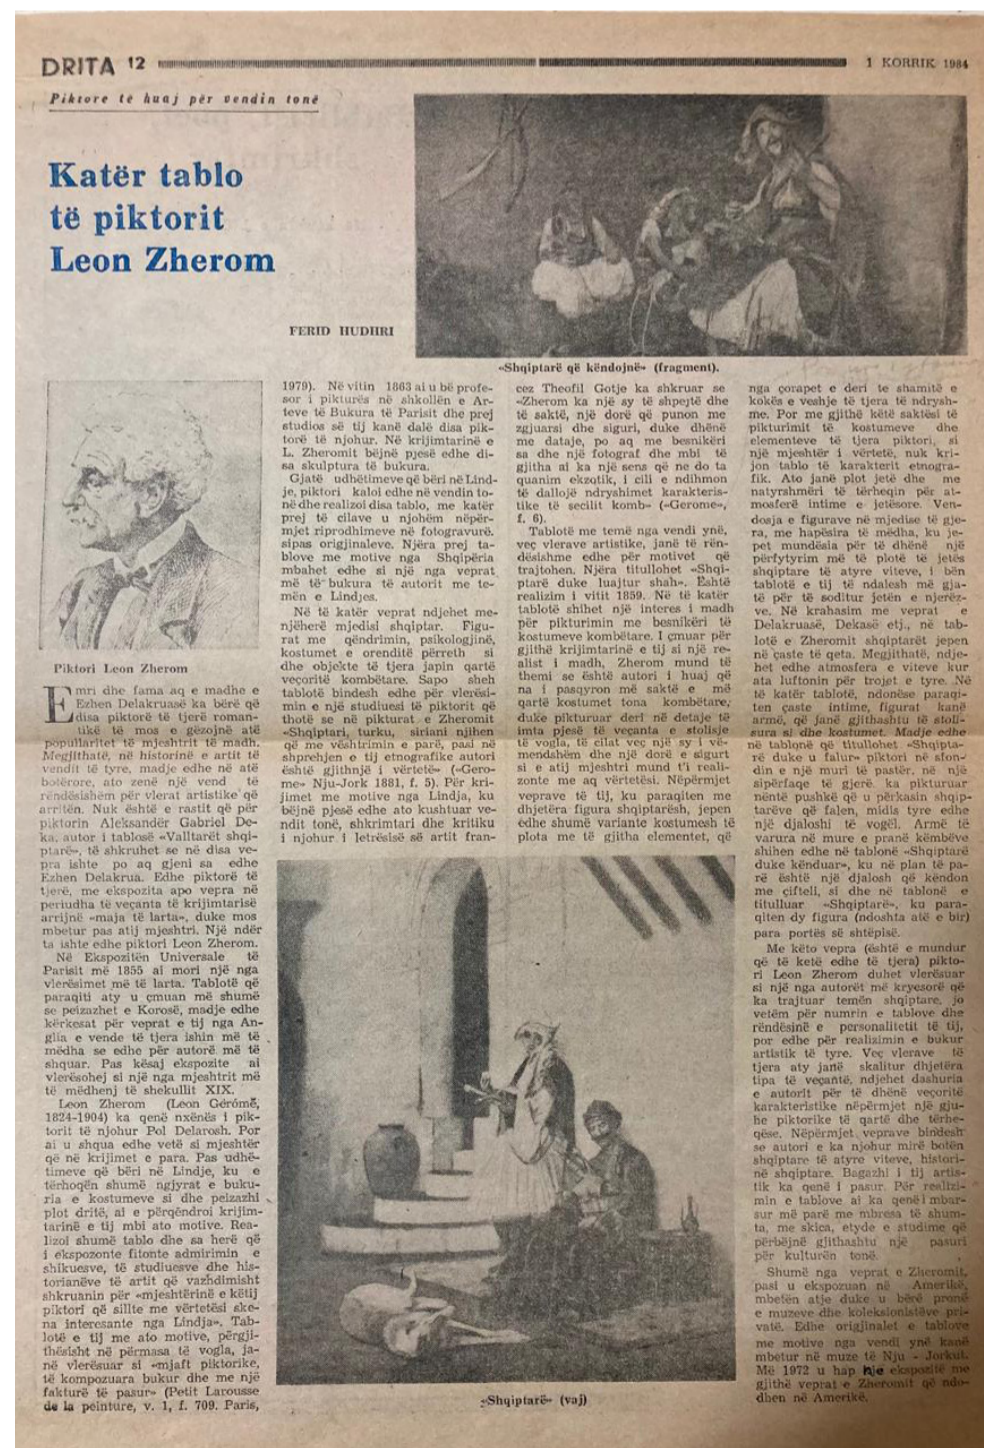 DRITA 12
1 KORRIK 1984
Piktore të huaj për vendin tonë
Katër tablo
të piktorit
Leon Zherom
FERID HUDHRI
«Shqiptarë që këndojnë» (fragment).
Piktori Leon Zherom
Emri dhe fama aq e madhe e
Ezhen Delakruasë ka bërë që
disa piktorë të tjerë roman-
tikë të mos e gëzojnë atë
popullaritet të mjeshtrit të madh.
Megjithatë, në historinë e artit të
vendit të tyre, madje edhe në atë
botërore, ato zenë një vend të
rëndësishëm për vlerat artistike që
arritën. Nuk është e rastit që për
piktorin Aleksandër Gabriel De-
ka, autor i tablosë «Valltarët shqi-
ptarë», të shkruhet se në disa ve-
pra ishte po aq gjeni sa edhe
Ezhen Delakrua. Edhe piktorë të
tjerë, me ekspozita apo vepra në
periudha të veçanta të krijimtarisë
arrijnë «maja të larta», duke mos
mbetur pas atij mjeshtri. Një ndër
ta ishte edhe piktori Leon Zherom.
Në Ekspozitën Universale të
Parisit më 1855 ai mori një nga
vlerësimet më të larta. Tablotë që
paraqiti aty u çmuan më shumë
se peizazhet e Korosë, madje edhe
kërkesat për veprat e tij nga An-
glia e vende të tjera ishin më të
mëdha se edhe për autorë më të
shquar. Pas kësaj ekspozite ai
vlerësohej si një nga mjeshtrit më
të mëdhenj të shekullit XIX.
Leon Zherom (Leon Gérômë,
1824-1904) ka qenë nxënës i pik-
torit të njohur Pol Delarosh. Por
ai u shqua edhe vetë si mjeshtër
që në krijimet e para. Pas udhë-
timeve që bëri në Lindje, ku e
tërhoqën shumë ngjyrat e buku-
ria e kostumeve si dhe peizazhi
plot dritë, ai e përqëndroi krijim-
tarinë e tij mbi ato motive. Rea-
lizoi shumë tablo dhe sa herë që
i ekspozonte fitonte admirimin e
shikuesve, të studiuesve dhe his-
torianëve të artit që vazhdimisht
shkruanin për «mjeshtërinë e këtij
piktori që sillte me vërtetësi ske-
na interesante nga Lindja». Tab-
lotë e tij me ato motive, përgji-
thësisht në përmasa të vogla, ja-
në vlerësuar si «mjaft piktorike,
të kompozuara bukur dhe me një
fakturë të pasur» (Petit Larousse
de la peinture, v. 1, f. 709. Paris,
1979). Në vitin 1863 ai u bë profe-
sor i pikturës në shkollën e Ar-
teve të Bukura të Parisit dhe prej
studios së tij kanë dalë disa pik-
torë të njohur. Në krijimtarinë e
L. Zheromit bëjnë pjesë edhe di-
sa skulptura të bukura.
Gjatë udhëtimeve që bëri në Lind-
je, piktori kaloi edhe në vendin to-
në dhe realizoi disa tablo, me katër
prej të cilave u njohëm nëpër-
mjet riprodhimeve në fotogravurë.
sipas origjinaleve. Njëra prej ta-
blove me motive nga Shqipëria
mbahet edhe si një nga veprat
më të bukura të autorit me te-
mën e Lindjes.
Në të katër veprat ndjehet me-
njëherë mjedisi shqiptar. Figu-
rat me qëndrimin, psikologjinë,
kostumet e orenditë përreth si
dhe objekte të tjera japin qartë
veçoritë kombëtare. Sapo sheh
tablotë bindesh edhe për vlerësi-
min e një studiuesi të piktorit që
thotë se në pikturat e Zheromit
«Shqiptari, turku, siriani njihen
që me vështrimin e parë, pasi në
shprehjen e tij etnografike autori
është gjithnjë i vërtetë» («Gero-
me» Nju-Jork 1881, f. 5). Për kri-
jimet me motive nga Lindja, ku
bëjnë pjesë edhe ato kushtuar ve-
ndit tonë, shkrimtari dhe kritiku
i njohur i letrësisë së artit fran-
cez Theofil Gotje ka shkruar se
«Zherom ka një sy të shpejtë dhe
të saktë, një dorë që punon me
zgjuarsi dhe siguri, duke dhënë
me dataje, po aq me besnikëri
sa dhe një fotograf dhe mbi të
gjitha ai ka një sens që ne do ta
quanim ekzotik, i cili e ndihmon
të dallojë ndryshimet karakteris-
tike të secilit komb» («Gerome»,
f. 6).
Tablotë me temë nga vendi ynë,
veç vlerave artistike, janë të rën-
dësishme edhe për motivet që
trajtohen. Njëra titullohet «Shqi-
ptarë duke luajtur shah». Është
realizim i vitit 1859. Në të katër
tablotë shihet një interes i madh
për pikturimin me besnikëri të
kostumeve kombëtare. I çmuar për
gjithë krijimtarinë e tij si një re-
alist i madh, Zherom mund të
themi se është autori i huaj që
na i pasqyron më saktë e më
qartë kostumet tona kombëtare,
duke pikturuar deri në detaje të
imta pjesë të veçanta e stolisje
të vogla, të cilat veç një sy i vë-
mendshëm dhe një dorë e sigurt
si e atij mjeshtri mund t'i reali-
zonte me aq vërtetësi. Nëpërmjet
veprave të tij, ku paraqiten me
dhjetëra figura shqiptarësh, jepen
edhe shumë variante kostumesh të
plota me të gjitha elementet, që
nga çorapet e deri te shamitë e
kokës e veshje të tjera të ndrysh-
me. Por me gjithë këtë saktësi të
pikturimit të kostumeve dhe
elementeve të tjera piktori, si
një mjeshtër i vërtetë, nuk kri-
jon tablo të karakterit etnogra-
fik. Ato janë plot jetë dhe me
natyrshmëri të tërheqin për at-
mosferë intime e jetësore. Ven-
dosja e figurave në mjedise të gje-
ra, me hapësira të mëdha, ku je-
pet mundësia për të dhënë një
përfytyrim më të plotë të jetës
shqiptare të atyre viteve, i bën
tablotë e tij të ndalesh më gja-
të për të soditur jetën e njerëz-
ve. Në krahasim me veprat e
Delakruasë, Dekasë etj., në tab-
lotë e Zheromit shqiptarët jepen
në çaste të qeta. Megjithatë, ndje-
het edhe atmosfera e viteve kur
ata luftonin për trojet e tyre. Në
të katër tablotë, ndonëse paraqi-
ten çaste intime, figurat kanë
armë, që janë gjithashtu të stoli-
sura si dhe kostumet. Madje edhe
në tablonë që titullohet «Shqipta-
rë duke u falur» piktori në sfon-
din e një muri të pastër, në një
sipërfaqe të gjerë, ka pikturuar
nëntë pushkë që u përkasin shqip-
tarëve që falen, midis tyre edhe
një djaloshi të vogël. Armë të
varura në mure e pranë këmbëve
shihen edhe në tablonë «Shqiptarë
duke kënduar», ku në plan të pa-
rë është një djalosh që këndon
me çifteli, si dhe në tablonë e
titulluar «Shqiptarë», ku para-
qiten dy figura (ndoshta atë e bir)
para portës së shtëpisë.
Me këto vepra (është e mundur
që të ketë edhe të tjera) pikto-
ri Leon Zherom duhet vlerësuar
si një nga autorët më kryesorë që
ka trajtuar temën shqiptare, jo
vetëm për numrin e tablove dhe
rëndësinë e personalitetit të tij,
por edhe për realizimin e bukur
artistik të tyre. Veç vlerave të
tjera aty janë skalitur dhjetëra
tipa të veçantë, ndjehet dashuria
e autorit për të dhënë veçoritë
karakteristike nëpërmjet një gju-
he piktorike të qartë dhe tërhe-
qëse. Nëpërmjet veprave bindesh
se autori e ka njohur mirë botën
shqiptare të atyre viteve, histori-
në shqiptare. Bagazhi i tij artis-
tik ka qenë i pasur. Për realizi-
min e tablove ai ka qenë i mbar-
sur më parë me mbresa të shum-
ta, me skica, etyde e studime që
përbëjnë gjithashtu një pasuri
për kulturën tonë.
Shumë nga veprat e Zheromit,
pasi u ekspozuan në Amerikë,
mbetën atje duke u bërë pronë
e muzeve dhe koleksionistëve pri-
vatë. Edhe origjinalet e tablove
me motive nga vendi ynë kanë
mbetur në muze të Nju - Jorkut.
Më 1972 u hap një ekspozitë me
gjithë veprat e Zheromit që ndo-
dhen në Amerikë.
«Shqiptarë» (vaj)